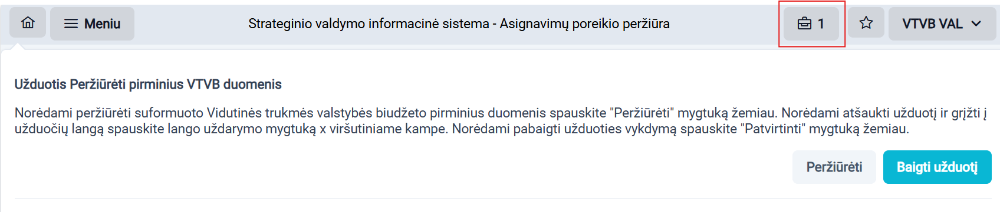 Meniu
Strateginio valdymo informacinė sistema - Asignavimų poreikio peržiūra
1
VTVB VAL
Užduotis Peržiūrėti pirminius VTVB duomenis
Norėdami peržiūrėti suformuoto Vidutinės trukmės valstybės biudžeto pirminius duomenis spauskite "Peržiūrėti" mygtuką žemiau. Norėdami atšaukti užduotį ir grįžti į
užduočių langą spauskite lango uždarymo mygtuką x viršutiniame kampe. Norėdami pabaigti užduoties vykdymą spauskite "Patvirtinti" mygtuką žemiau.
Peržiūrėti
Baigti užduotį